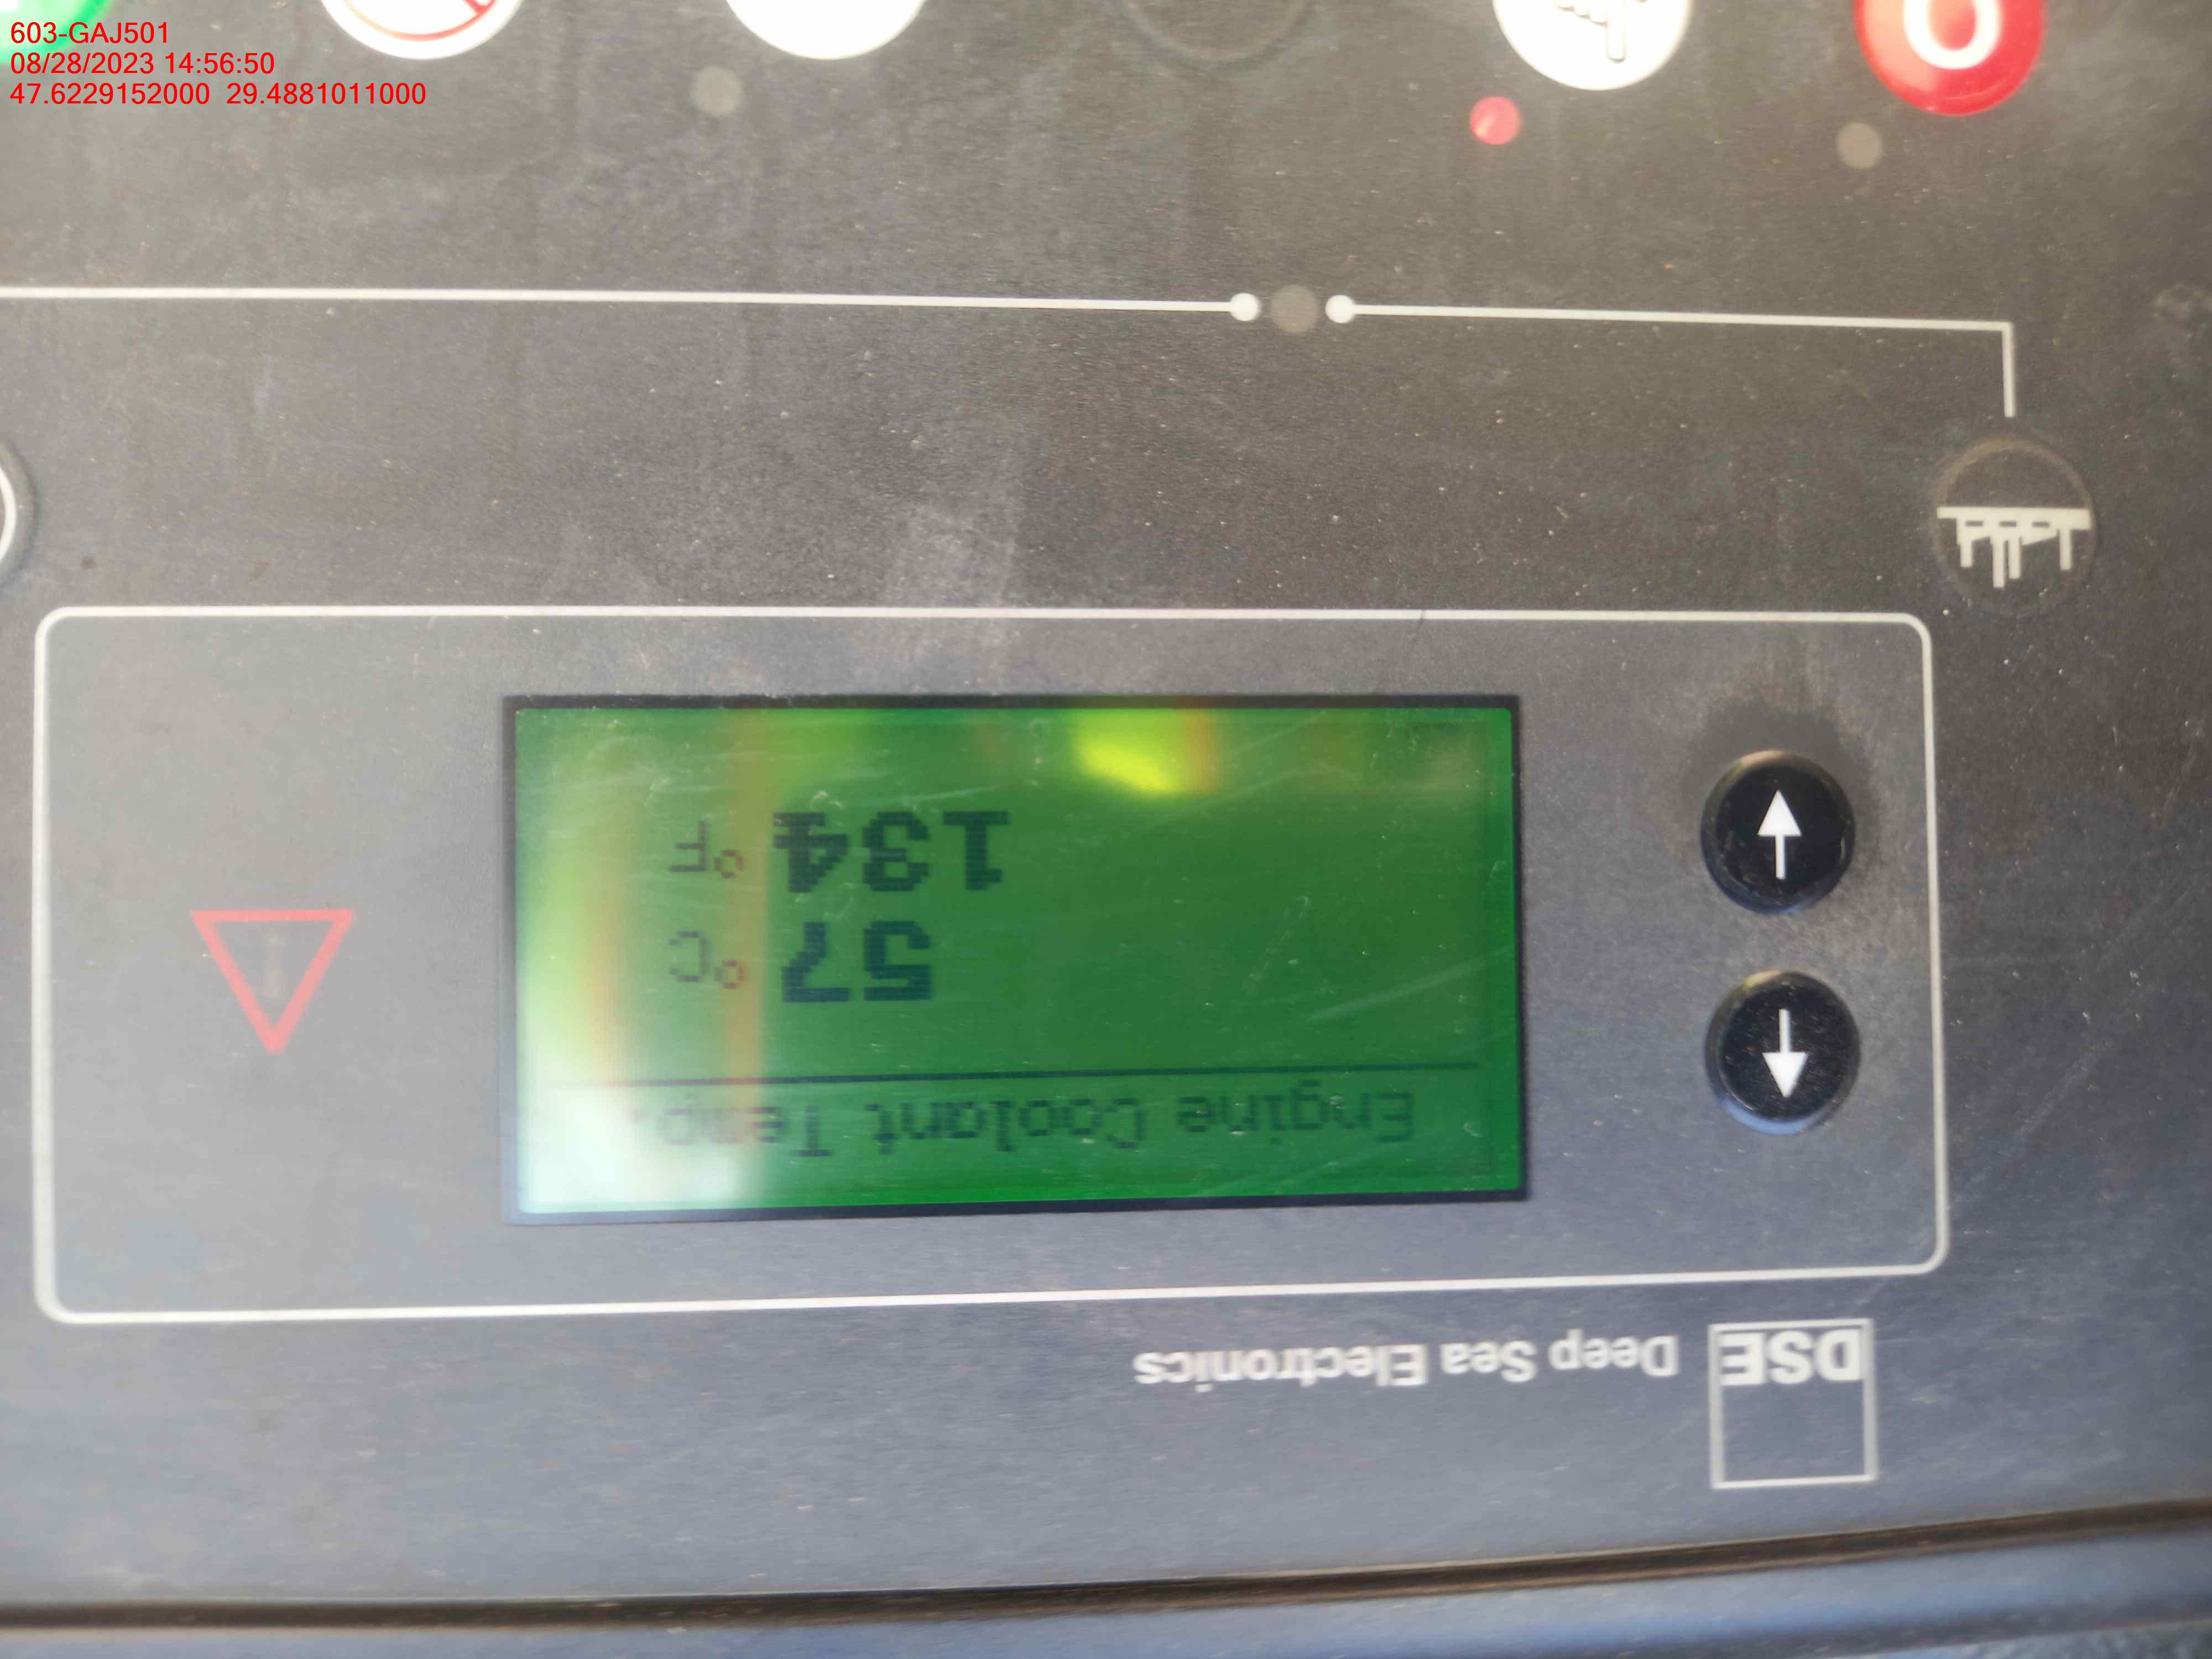 603-GAJ501
08/28/2023 14:56:50
47.6229152000 29.4881011000
DSE Deep Sea Electronics
Engine Coolant Temp.
57 °C
134 °F